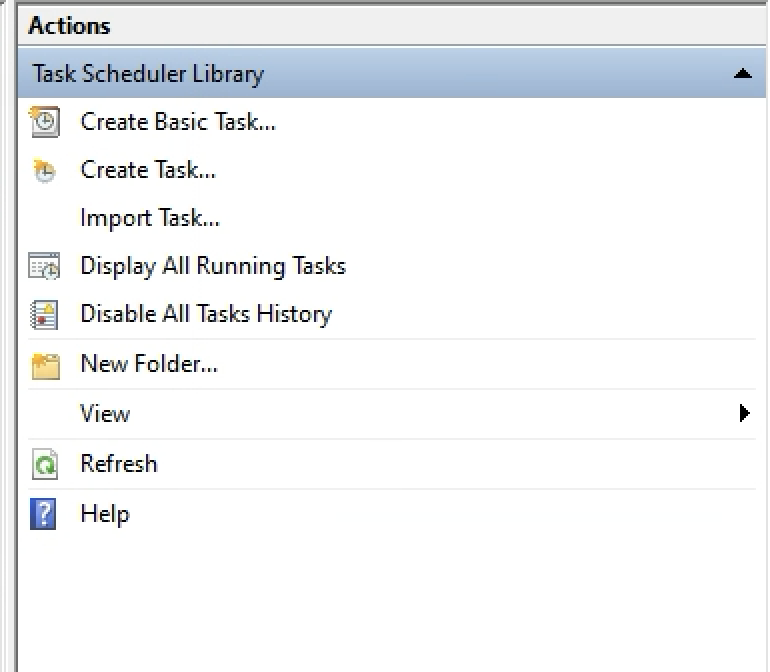 Actions
Task Scheduler Library
Create Basic Task...
Create Task...
Import Task...
Display All Running Tasks
Disable All Tasks History
New Folder...
View
Refresh
Help